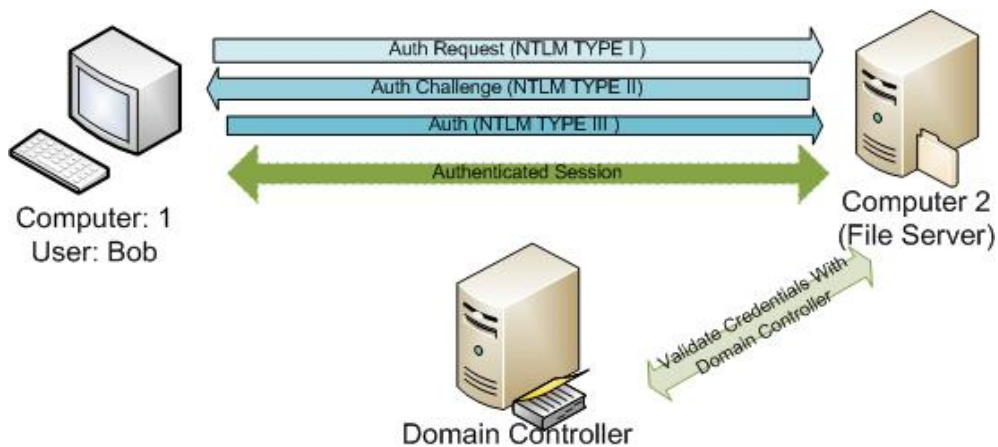 Auth Request (NTLM TYPE I )
Auth Challenge (NTLM TYPE II)
Auth (NTLM TYPE III )
Authenticated Session
Computer: 1
User: Bob
Computer 2
(File Server)
Validate Credentials With
Domain Controller
Domain Controller